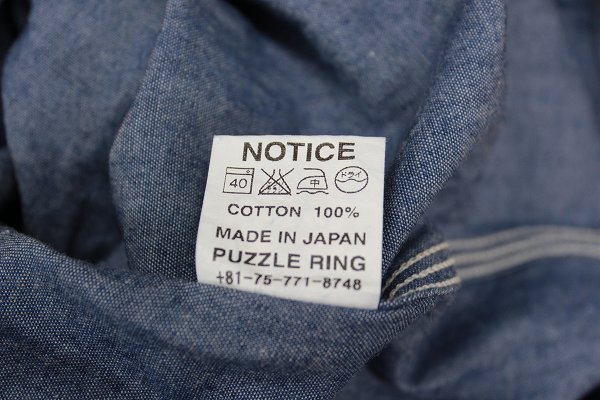 NOTICE
40 中 ドライ
COTTON 100%
MADE IN JAPAN
PUZZLE RING
+81-75-771-8748